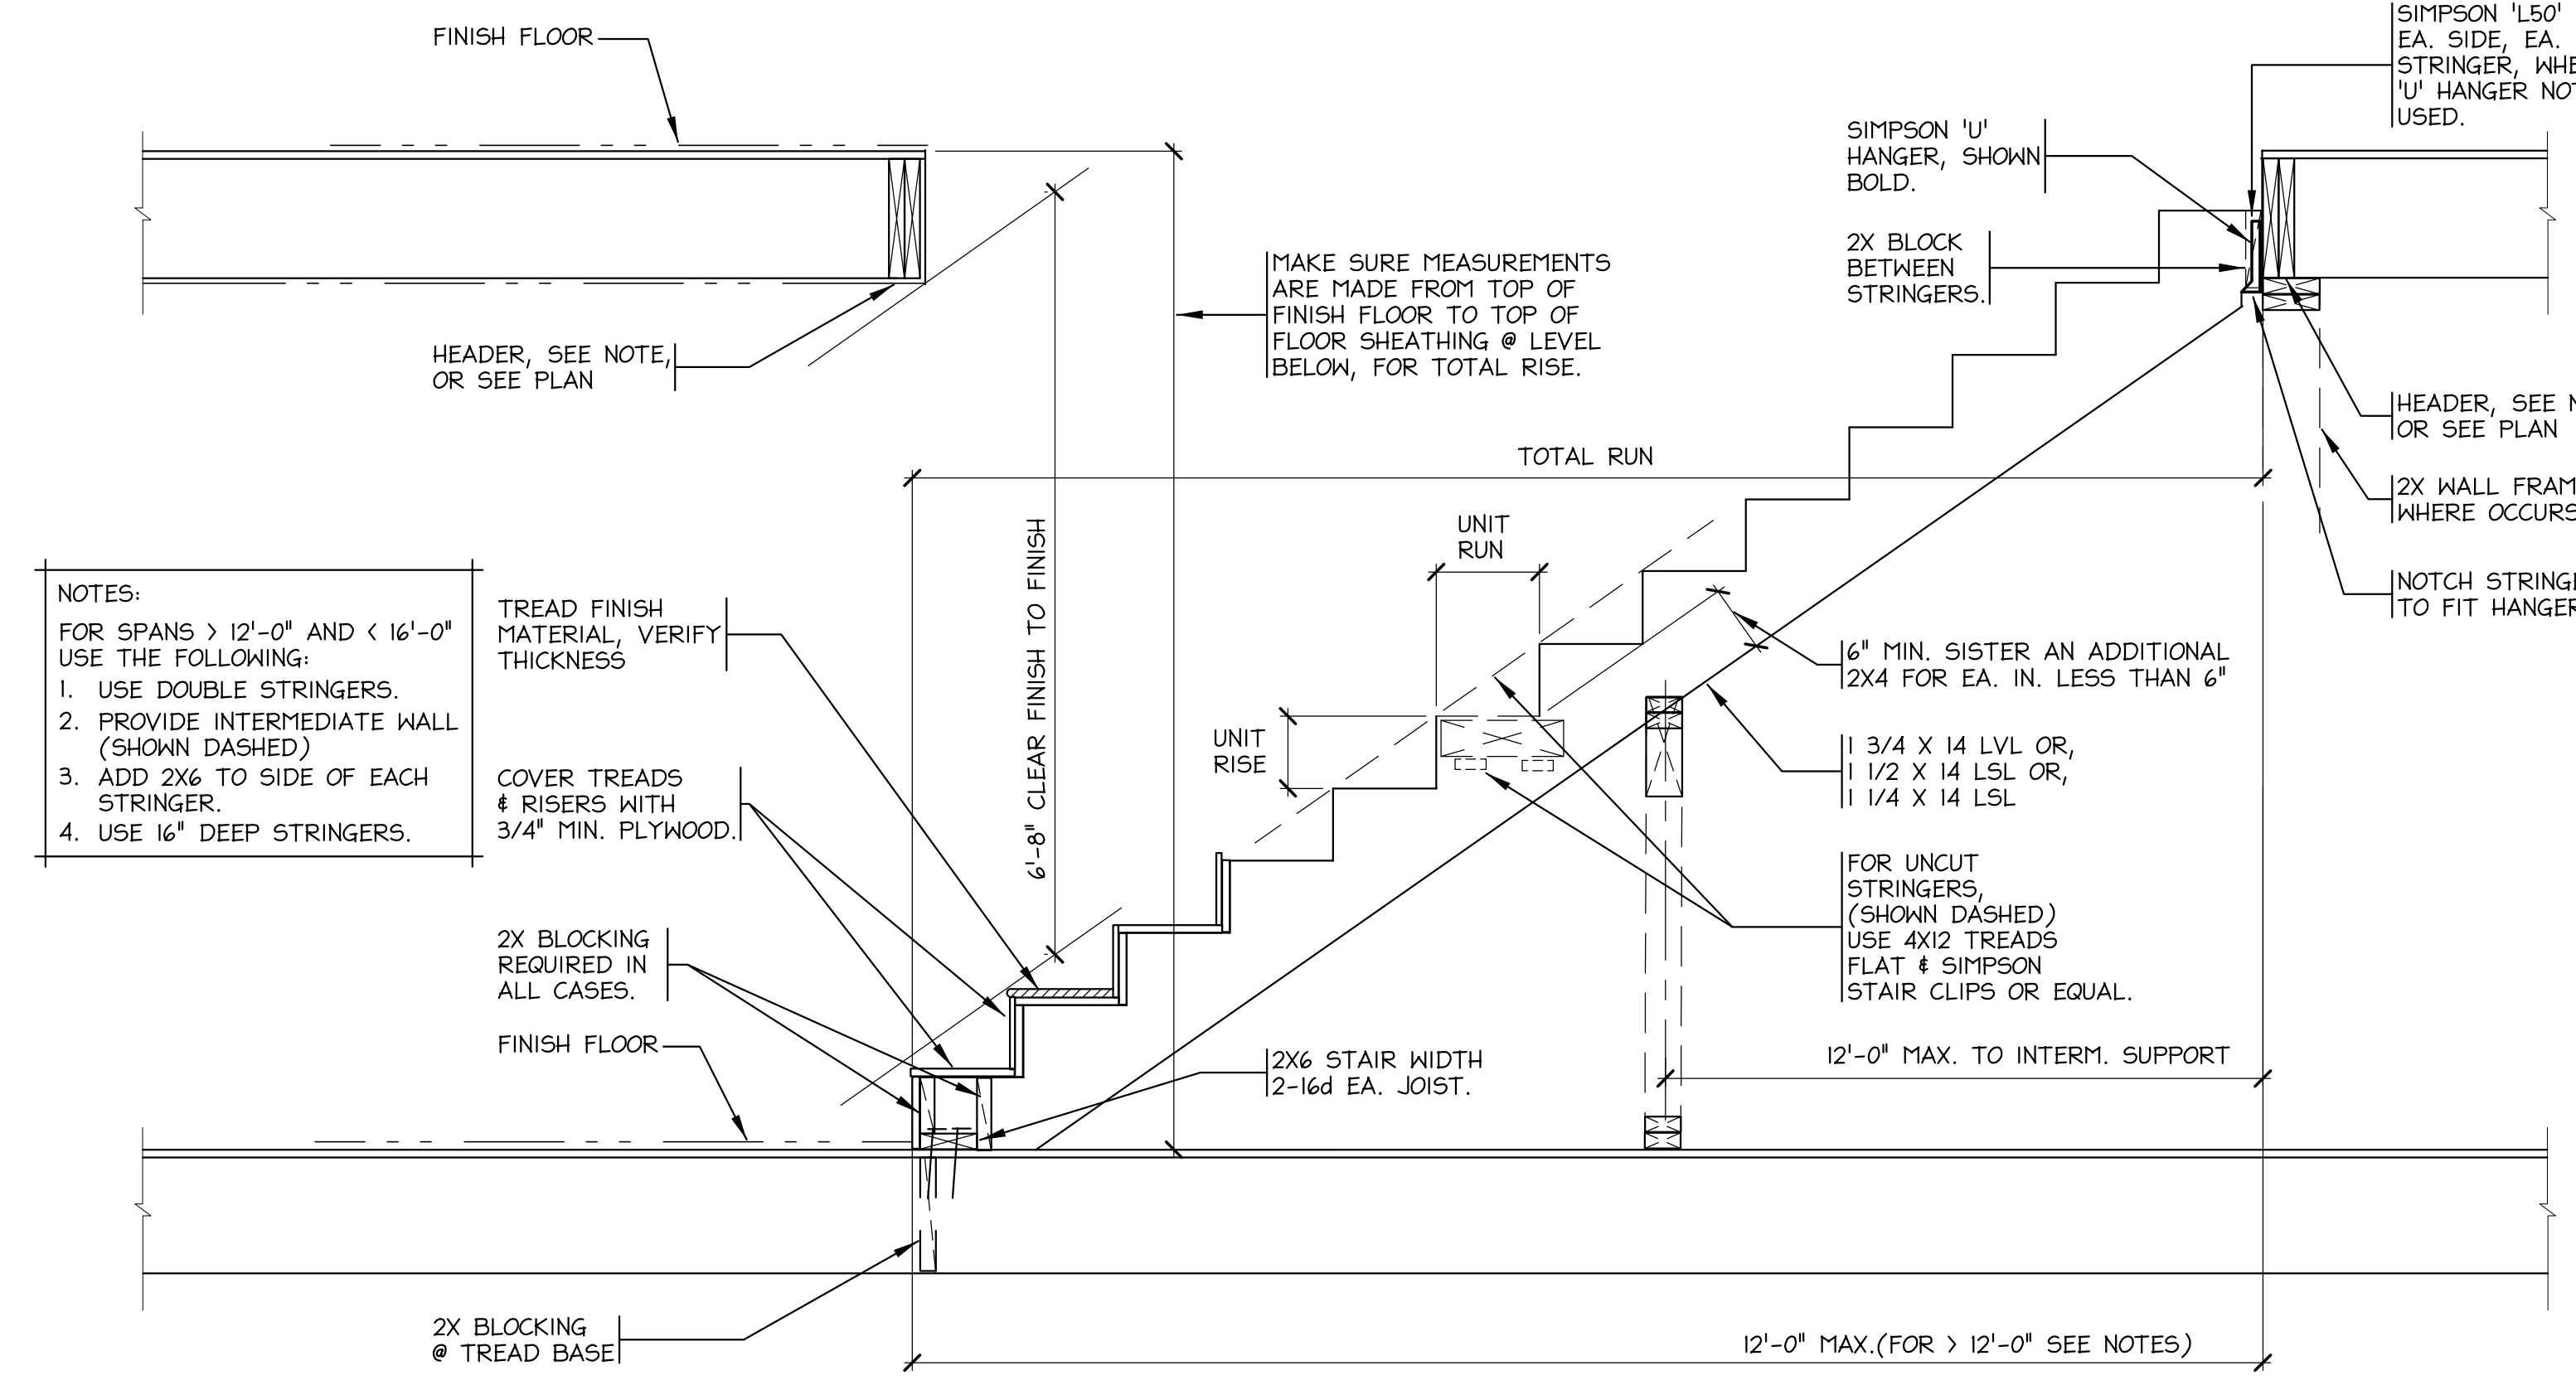 FINISH FLOOR
SIMPSON 'L50'
EA. SIDE, EA.
STRINGER,
'U' HANGER
USED.
SIMPSON 'U'
HANGER, SHOWN
BOLD.
2X BLOCK
BETWEEN
STRINGERS.
MAKE SURE MEASUREMENTS
ARE MADE FROM TOP OF
FINISH FLOOR TO TOP OF
FLOOR SHEATHING @ LEVEL
BELOW, FOR TOTAL RISE.
HEADER, SEE NOTE,
OR SEE PLAN
HEADER, SEE
OR SEE PLAN
TOTAL RUN
2X WALL
WHERE
UNIT
RUN
NOTCH
TO FIT
6'-8" CLEAR FINISH TO FINISH
NOTES:
FOR SPANS > 12'-0" AND < 16'-0"
USE THE FOLLOWING:
1. USE DOUBLE STRINGERS.
2. PROVIDE INTERMEDIATE WALL
(SHOWN DASHED)
3. ADD 2X6 TO SIDE OF EACH
STRINGER.
4. USE 16" DEEP STRINGERS.
TREAD FINISH
MATERIAL, VERIFY
THICKNESS
6" MIN. SISTER AN ADDITIONAL
2X4 FOR EA. IN. LESS THAN 6"
UNIT
RISE
1 3/4 X 14 LVL OR,
1 1/2 X 14 LSL OR,
1 1/4 X 14 LSL
COVER TREADS
& RISERS WITH
3/4" MIN. PLYWOOD.
FOR UNCUT
STRINGERS,
(SHOWN DASHED)
USE 4X12 TREADS
FLAT & SIMPSON
STAIR CLIPS OR EQUAL.
2X BLOCKING
REQUIRED IN
ALL CASES.
FINISH FLOOR
2X6 STAIR WIDTH
2-16d EA. JOIST.
12'-0" MAX. TO INTERM. SUPPORT
2X BLOCKING
@ TREAD BASE
12'-0" MAX.(FOR > 12'-0" SEE NOTES)